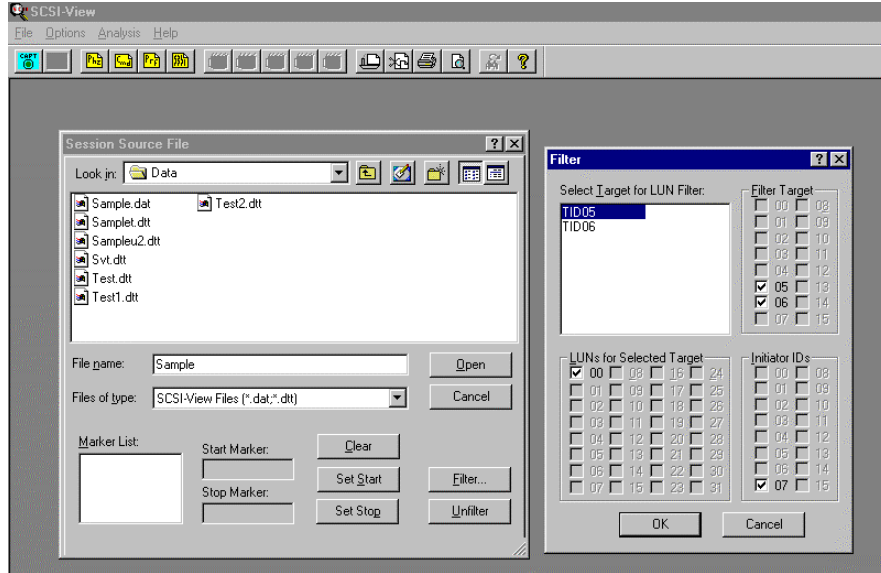 SCSI-View
File Options Analysis Help
CAPT Phz Cmd Prf
Session Source File
Look in: Data
Sample.dat Test2.dtt
Samplet.dtt
Sampleu2.dtt
Svt.dtt
Test.dtt
Test1.dtt
File name: Sample Open
Files of type: SCSI-View Files (*.dat;*.dtt) Cancel
Marker List:
Start Marker:
Stop Marker:
Clear
Set Start
Set Stop
Filter...
Unfilter
Filter
Select Target for LUN Filter:
TID05
TID06
Filter Target
00 08
01 09
02 10
03 11
04 12
05 13
06 14
07 15
LUNs for Selected Target
00 08 16 24
01 09 17 25
02 10 18 26
03 11 19 27
04 12 20 28
05 13 21 29
06 14 22 30
07 15 23 31
Initiator IDs
00 08
01 09
02 10
03 11
04 12
05 13
06 14
07 15
OK Cancel